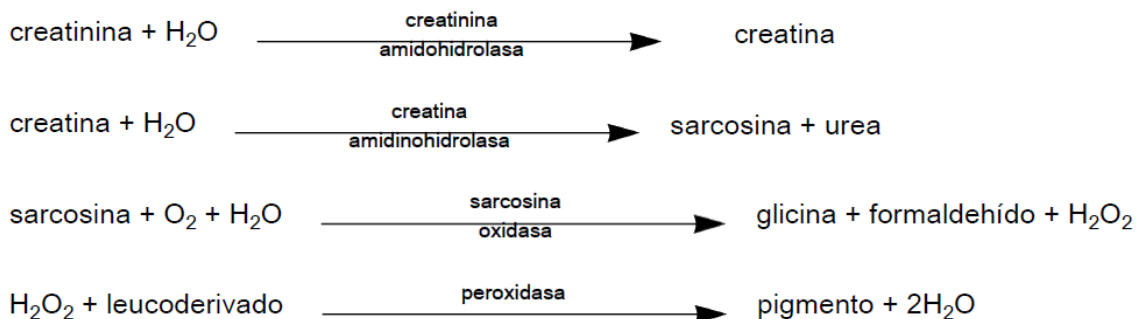 creatinina + H₂O creatinina amidohidrolasa creatina
creatina + H₂O creatina amidinohidrolasa sarcosina + urea
sarcosina + O₂ + H₂O sarcosina oxidasa glicina + formaldehído + H₂O₂
H₂O₂ + leucoderivado peroxidasa pigmento + 2H₂O